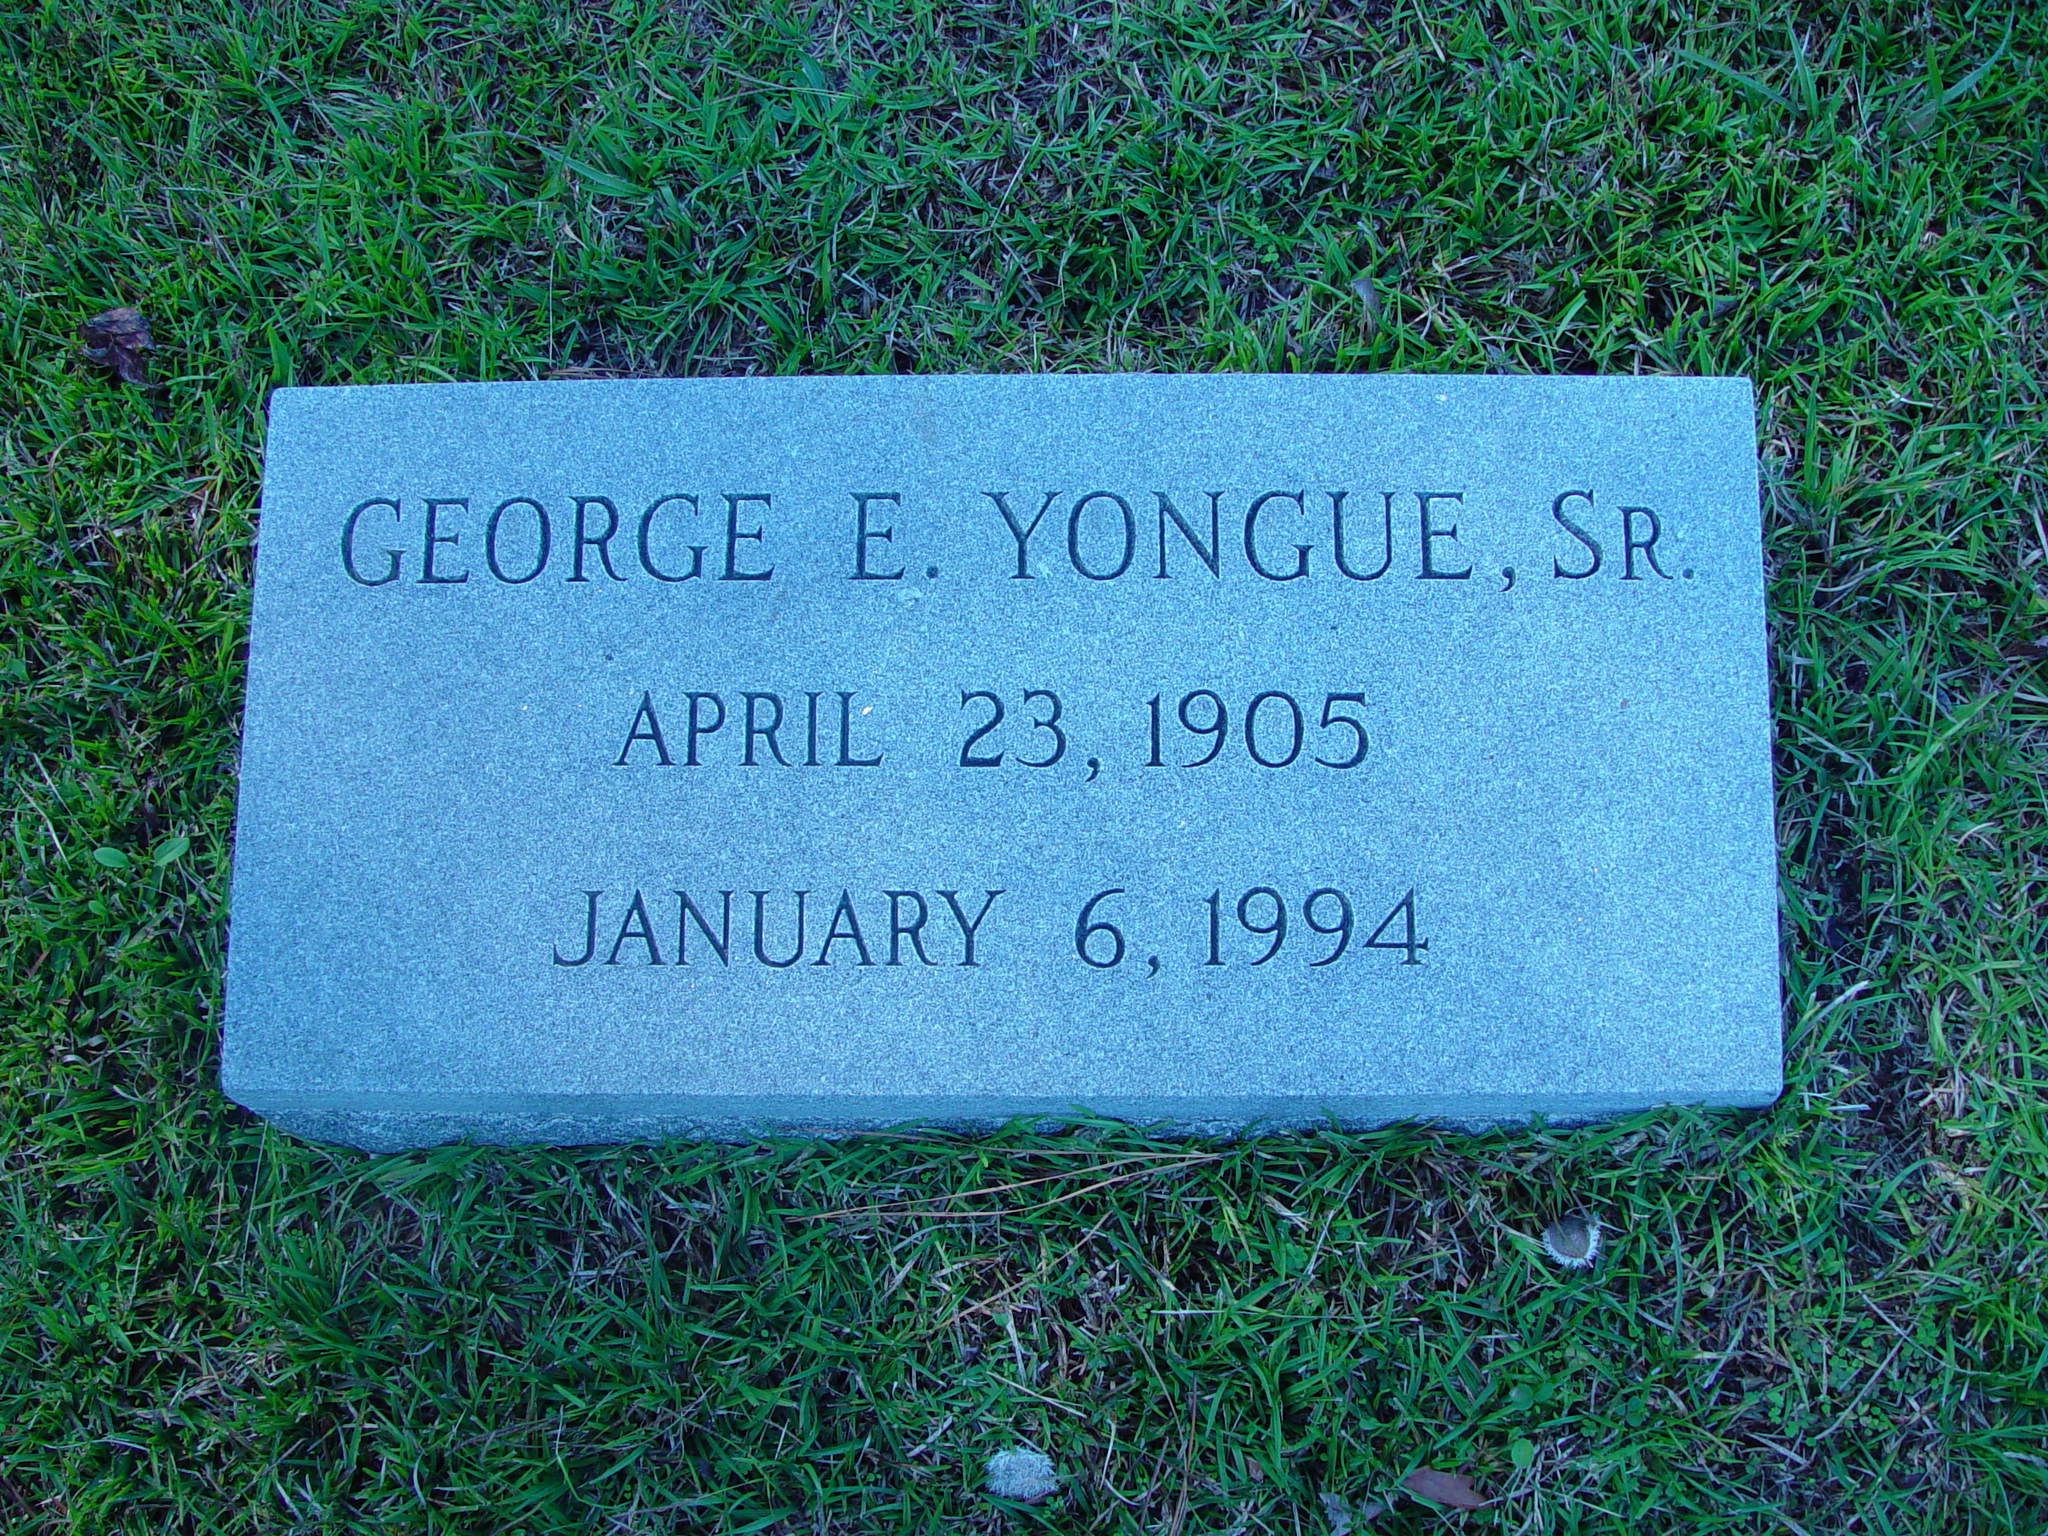 GEORGE E. YONGUE, SR.
APRIL 23, 1905
JANUARY 6, 1994